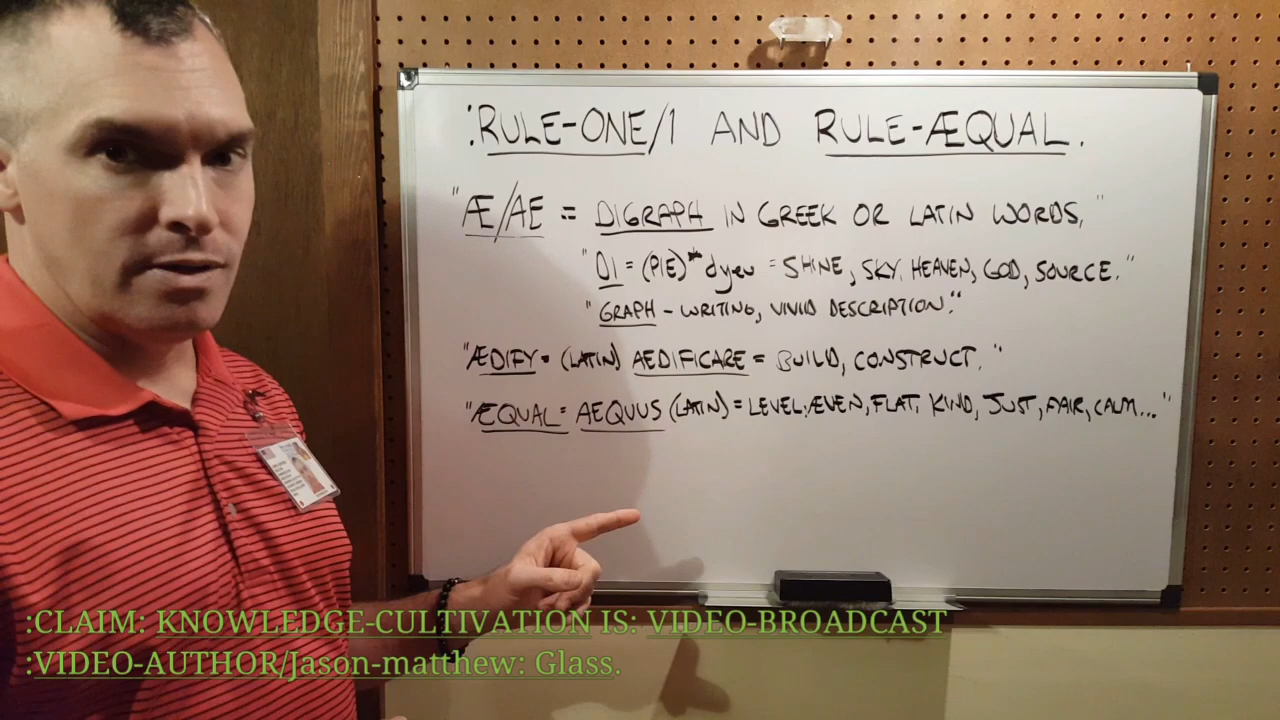 :RULE-ONE/1 AND RULE-ÆQUAL.
"Æ/AE = DIGRAPH IN GREEK OR LATIN WORDS,"
"DI = (PIE)* dyeu = SHINE, SKY, HEAVEN, GOD, SOURCE."
"GRAPH - WRITING, VIVID DESCRIPTION."
"ÆDIFY = (LATIN) AEDIFICARE = BUILD, CONSTRUCT."
"ÆQUAL = AEQUUS (LATIN) = LEVEL, ÆVEN, FLAT, KIND, JUST, FAIR, CALM..."
:CLAIM: KNOWLEDGE-CULTIVATION IS: VIDEO-BROADCAST
:VIDEO-AUTHOR/Jason-matthew: Glass.